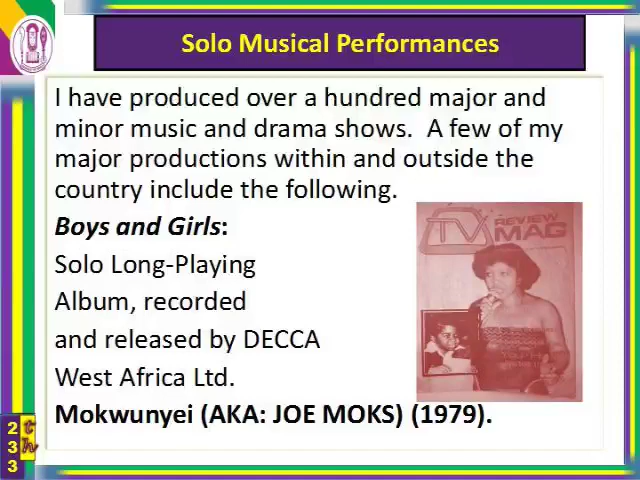 Solo Musical Performances
I have produced over a hundred major and
minor music and drama shows.  A few of my
major productions within and outside the
country include the following.
Boys and Girls:
Solo Long-Playing
Album, recorded
and released by DECCA
West Africa Ltd.
Mokwunyei (AKA: JOE MOKS) (1979).
TV REVIEW
MAG
233
th